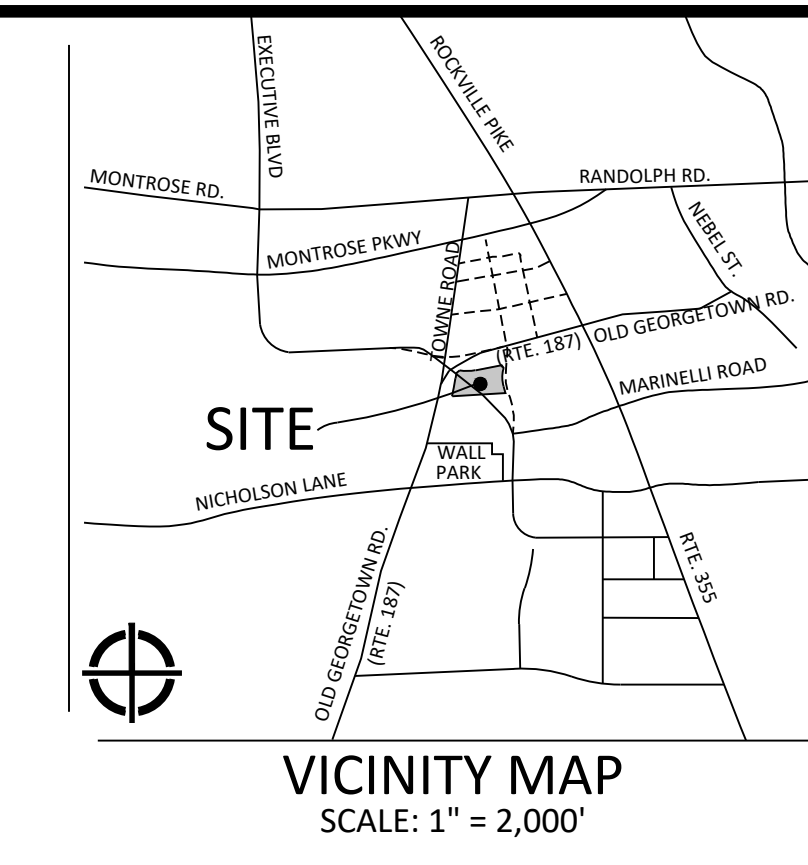 EXECUTIVE BLVD
ROCKVILLE PIKE
MONTROSE RD.
RANDOLPH RD.
MONTROSE PKWY
NEBEL ST.
TOWNE ROAD
OLD GEORGETOWN RD.
(RTE. 187)
MARINELLI ROAD
SITE
WALL
PARK
NICHOLSON LANE
OLD GEORGETOWN RD.
(RTE. 187)
RTE. 355
VICINITY MAP
SCALE: 1" = 2,000'